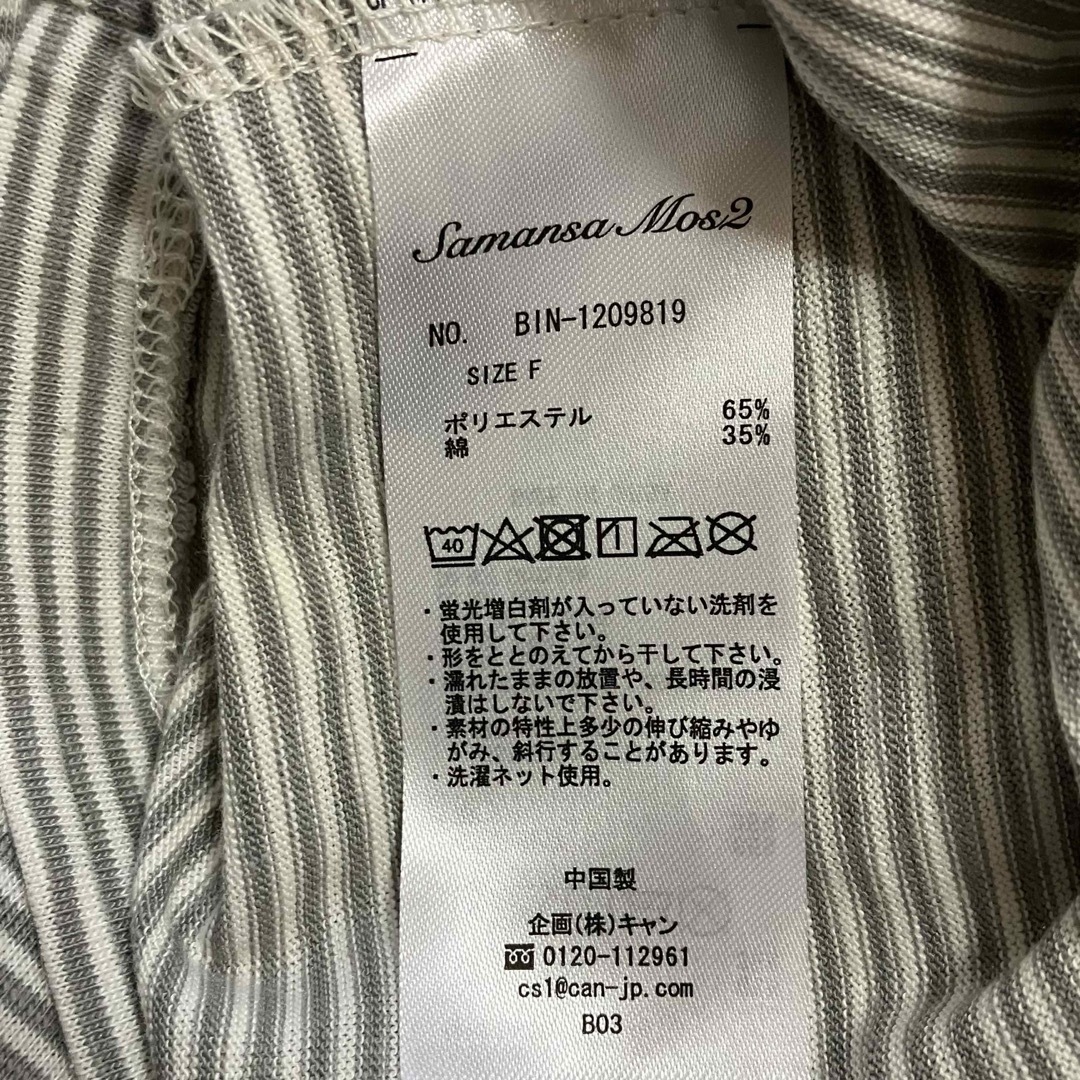 Samansa Mos2
NO. BIN-1209819
SIZE F
ポリエステル 65%
綿 35%
40
・蛍光増白剤が入っていない洗剤を
使用して下さい。
・形をととのえてから干して下さい。
・濡れたままの放置や、長時間の浸
漬はしないで下さい。
・素材の特性上多少の伸び縮みやゆ
がみ、斜行することがあります。
・洗濯ネット使用。
中国製
企画(株)キャン
0120-112961
cs1@can-jp.com
B03